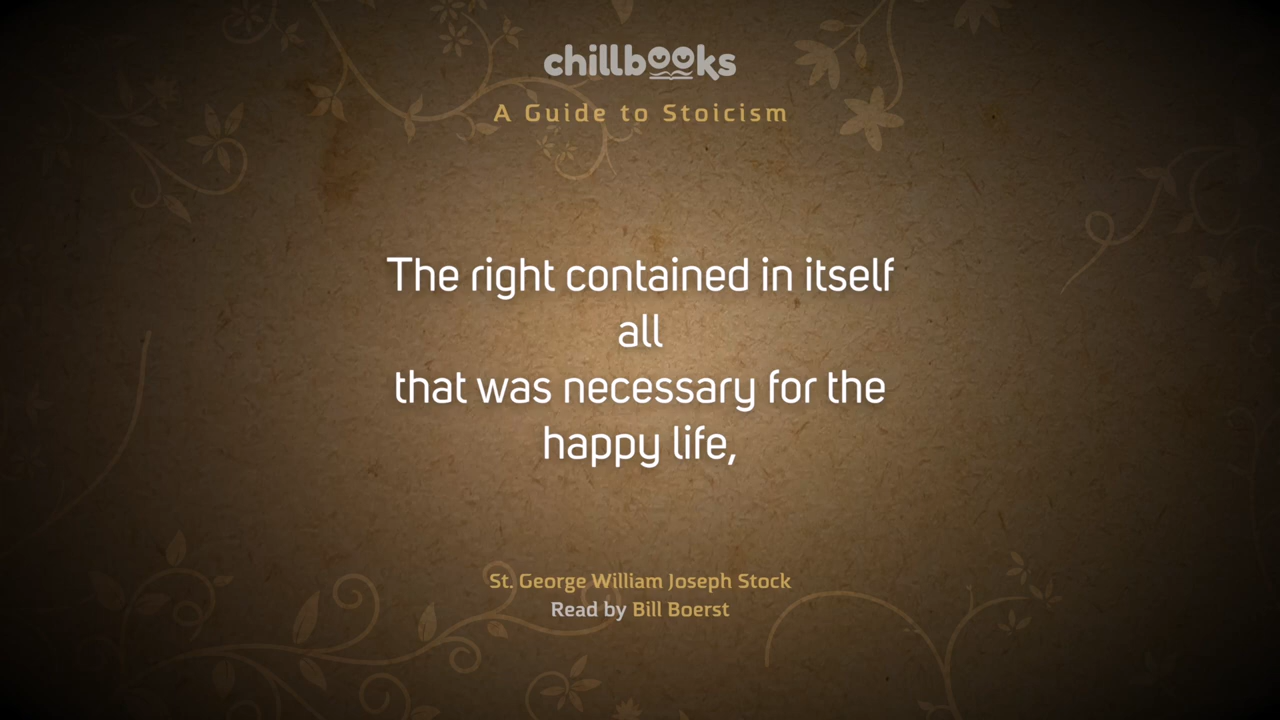 chillbooks
A Guide to Stoicism
The right contained in itself
all
that was necessary for the
happy life,
St. George William Joseph Stock
Read by Bill Boerst